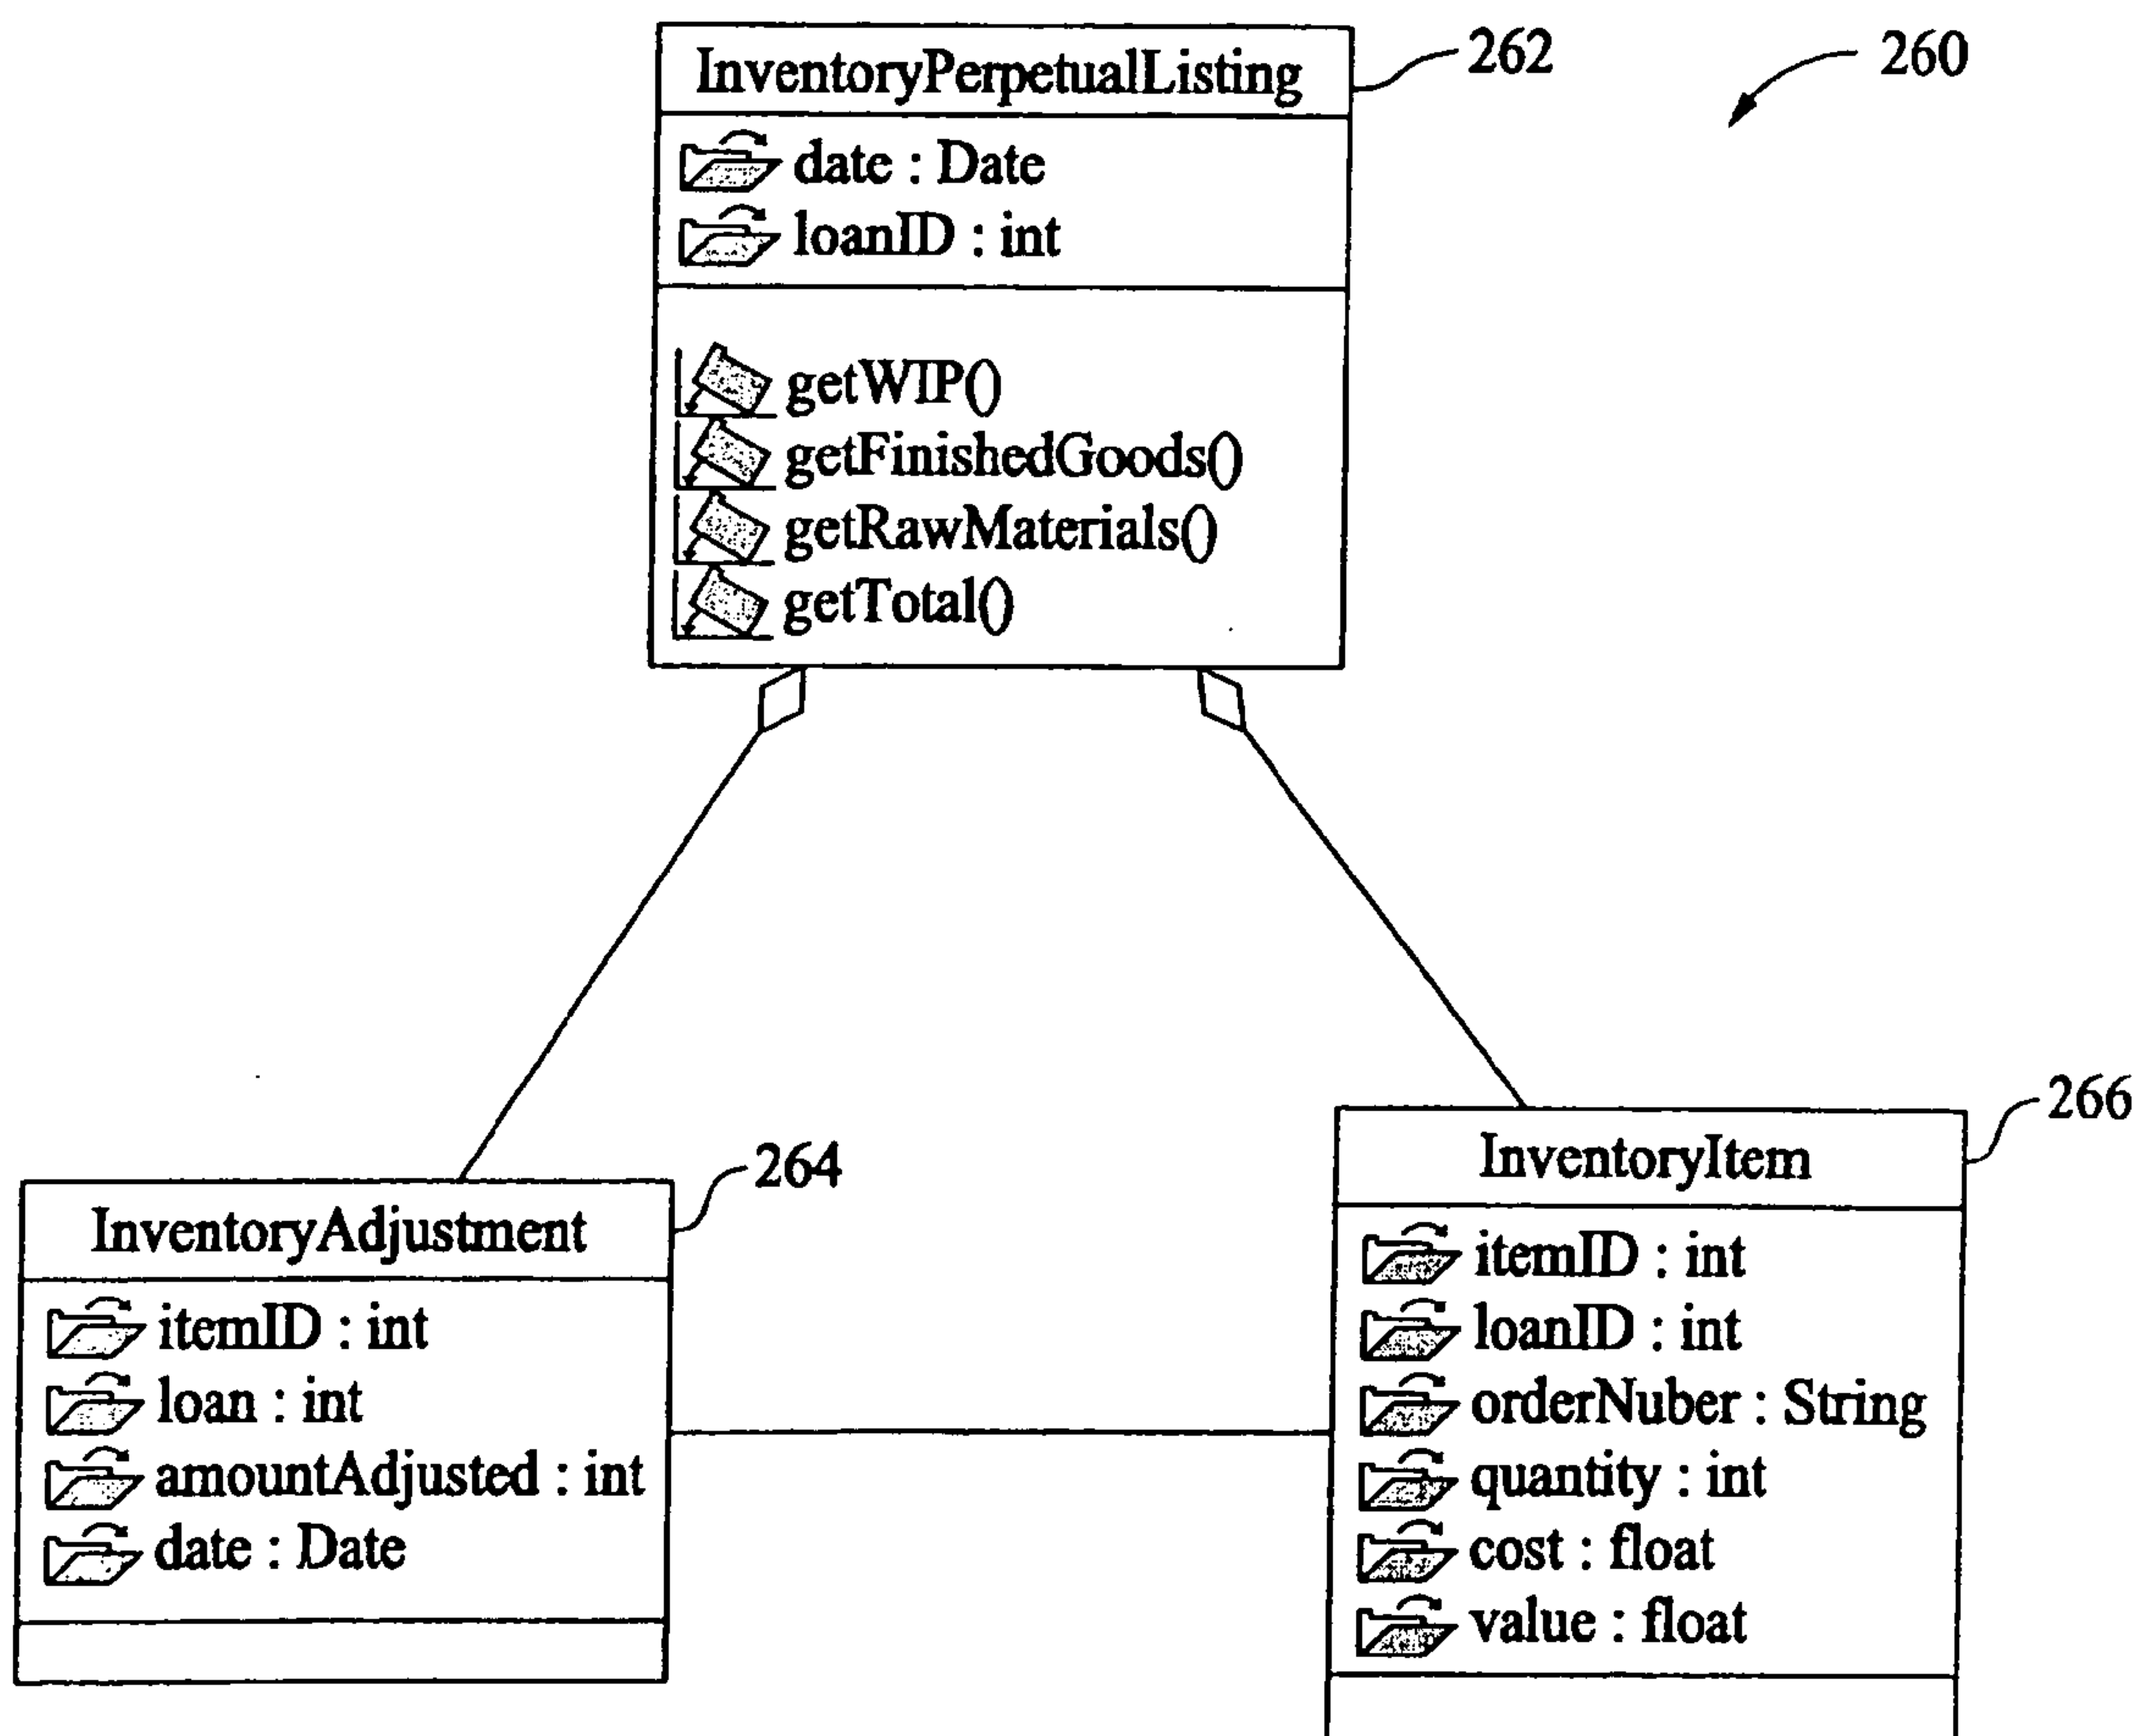 InventoryPerpetualListing
262
260
date : Date
loanID : int
getWIP()
getFinishedGoods()
getRawMaterials()
getTotal()
264
InventoryAdjustment
itemID : int
loan : int
amountAdjusted : int
date : Date
266
InventoryItem
itemID : int
loanID : int
orderNuber : String
quantity : int
cost : float
value : float